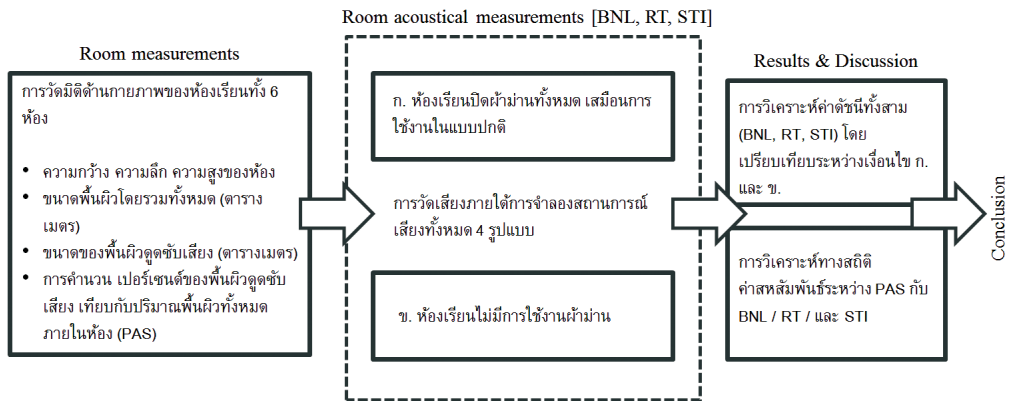 Room acoustical measurements [BNL, RT, STI]
Room measurements
การวัดมิติด้านกายภาพของห้องเรียนทั้ง 6
ห้อง
• ความกว้าง ความลึก ความสูงของห้อง
• ขนาดพื้นผิวโดยรวมทั้งหมด (ตาราง
เมตร)
• ขนาดของพื้นผิวดูดซับเสียง (ตารางเมตร)
• การคำนวน เปอร์เซนต์ของพื้นผิวดูดซับ
เสียง เทียบกับปริมาณพื้นผิวทั้งหมด
ภายในห้อง (PAS)
ก. ห้องเรียนปิดผ้าม่านทั้งหมด เสมือนการ
ใช้งานในแบบปกติ
การวัดเสียงภายใต้การจำลองสถานการณ์
เสียงทั้งหมด 4 รูปแบบ
ข. ห้องเรียนไม่มีการใช้งานผ้าม่าน
Results & Discussion
การวิเคราะห์ค่าดัชนีทั้งสาม
(BNL, RT, STI) โดย
เปรียบเทียบระหว่างเงื่อนไข ก.
และ ข.
การวิเคราะห์ทางสถิติ
ค่าสหสัมพันธ์ระหว่าง PAS กับ
BNL / RT / และ STI
Conclusion